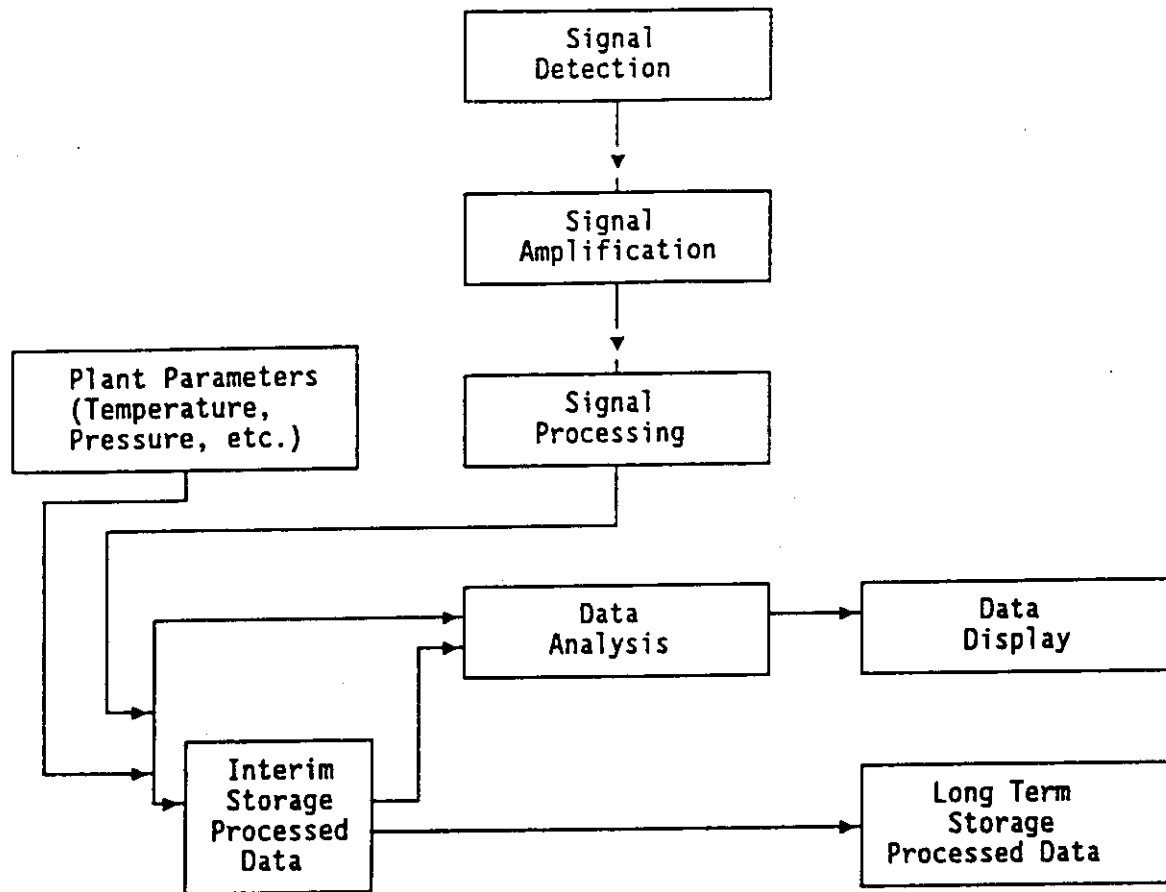 Signal
Detection
Signal
Amplification
Plant Parameters
(Temperature,
Pressure, etc.)
Signal
Processing
Data
Analysis
Data
Display
Interim
Storage
Processed
Data
Long Term
Storage
Processed Data